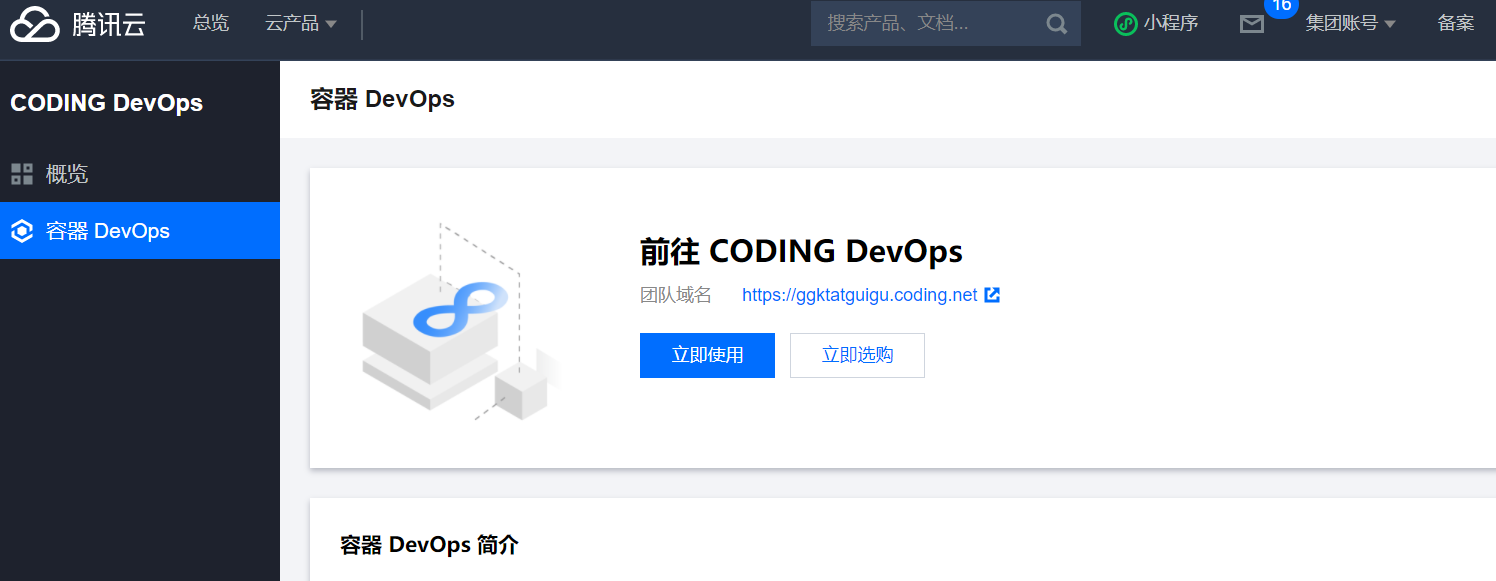 腾讯云 总览 云产品 搜索产品、文档... 小程序 16 集团账号 备案
CODING DevOps
概览
容器 DevOps
容器 DevOps
前往 CODING DevOps
团队域名 https://ggktatguigu.coding.net
立即使用 立即选购
容器 DevOps 简介